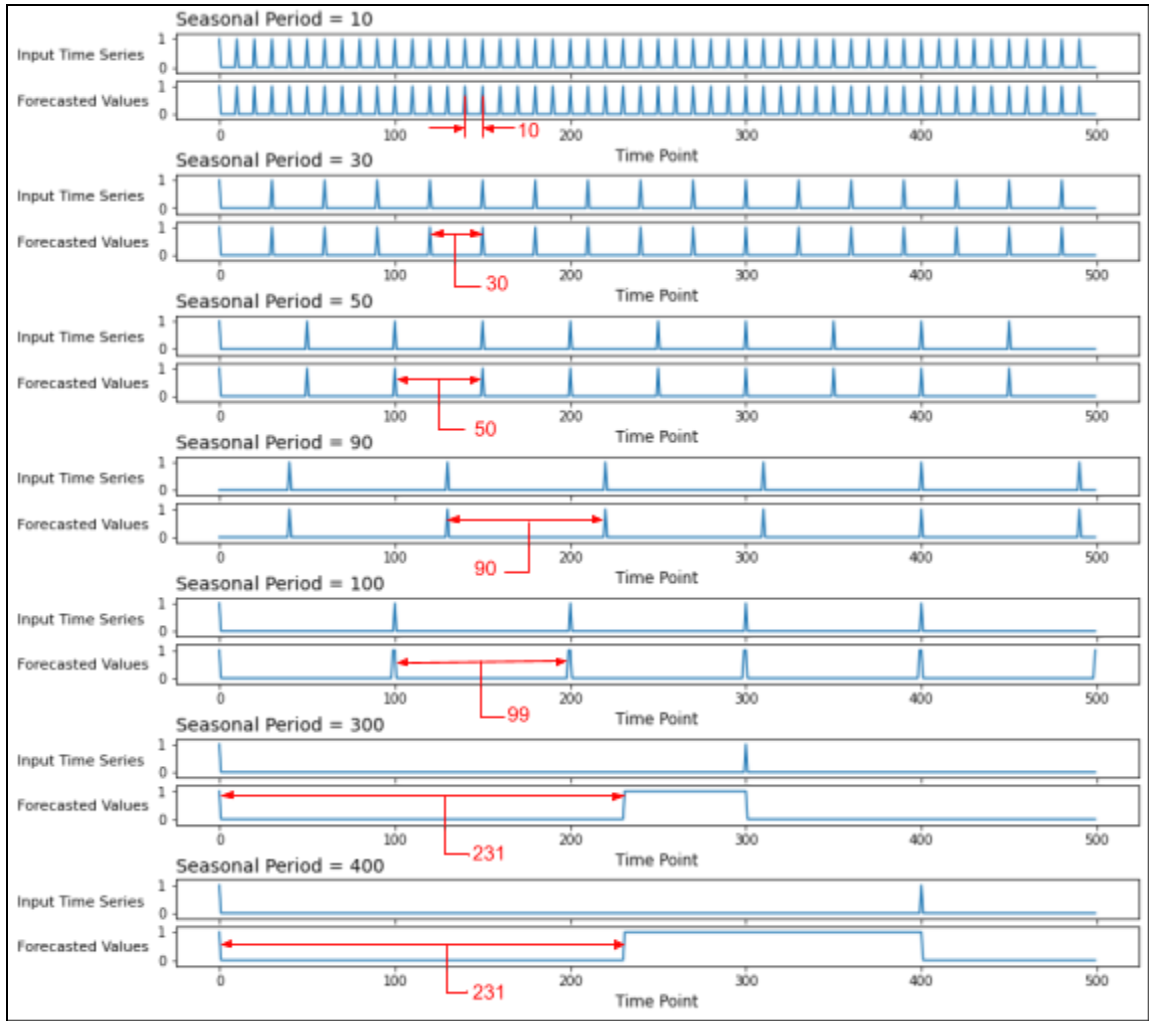 Seasonal Period = 10
Input Time Series 1 0
Forecasted Values 1 0
0 100 200 300 400 500
10
Time Point
Seasonal Period = 30
Input Time Series 1 0
Forecasted Values 1 0
0 100 200 300 400 500
30
Time Point
Seasonal Period = 50
Input Time Series 1 0
Forecasted Values 1 0
0 100 200 300 400 500
50
Time Point
Seasonal Period = 90
Input Time Series 1 0
Forecasted Values 1 0
0 100 200 300 400 500
90
Time Point
Seasonal Period = 100
Input Time Series 1 0
Forecasted Values 1 0
0 100 200 300 400 500
99
Time Point
Seasonal Period = 300
Input Time Series 1 0
Forecasted Values 1 0
0 100 200 300 400 500
231
Time Point
Seasonal Period = 400
Input Time Series 1 0
Forecasted Values 1 0
0 100 200 300 400 500
231
Time Point